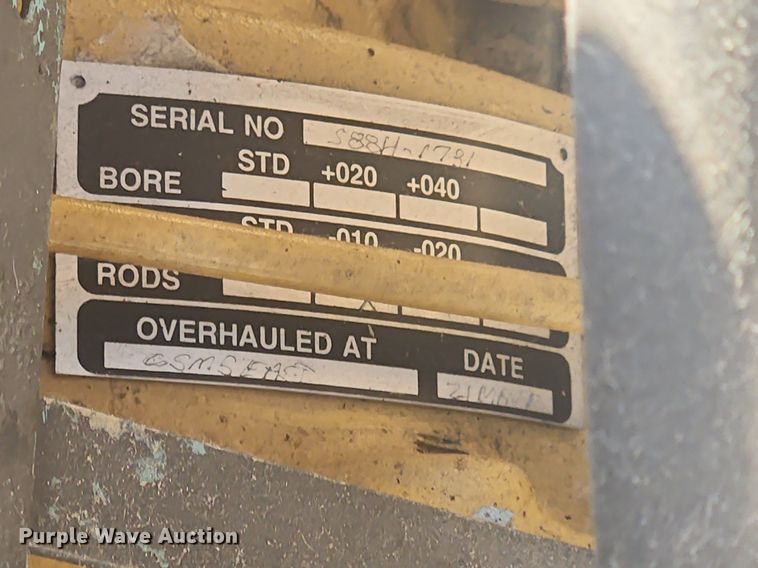 SERIAL NO S88H-1791
STD +020 +040
BORE
STD -010 -020
RODS X
OVERHAULED AT DATE
GSMS EAST
Purple Wave Auction